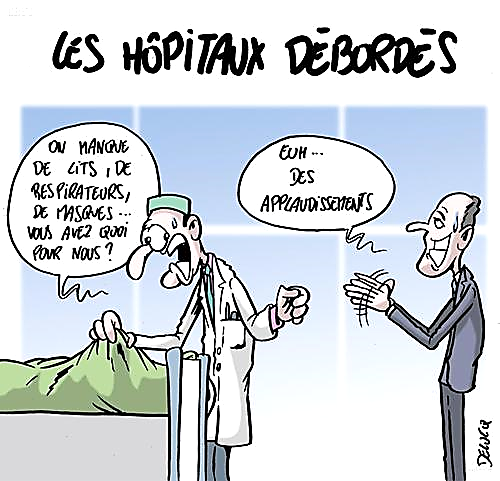 LES HÔPITAUX DÉBORDÉS
ON MANQUE
DE LITS, DE
RESPIRATEURS,
DE MASQUES...
VOUS AVEZ QUOI
POUR NOUS ?
EUH...
DES
APPLAUDISSEMENTS
DELUCQ